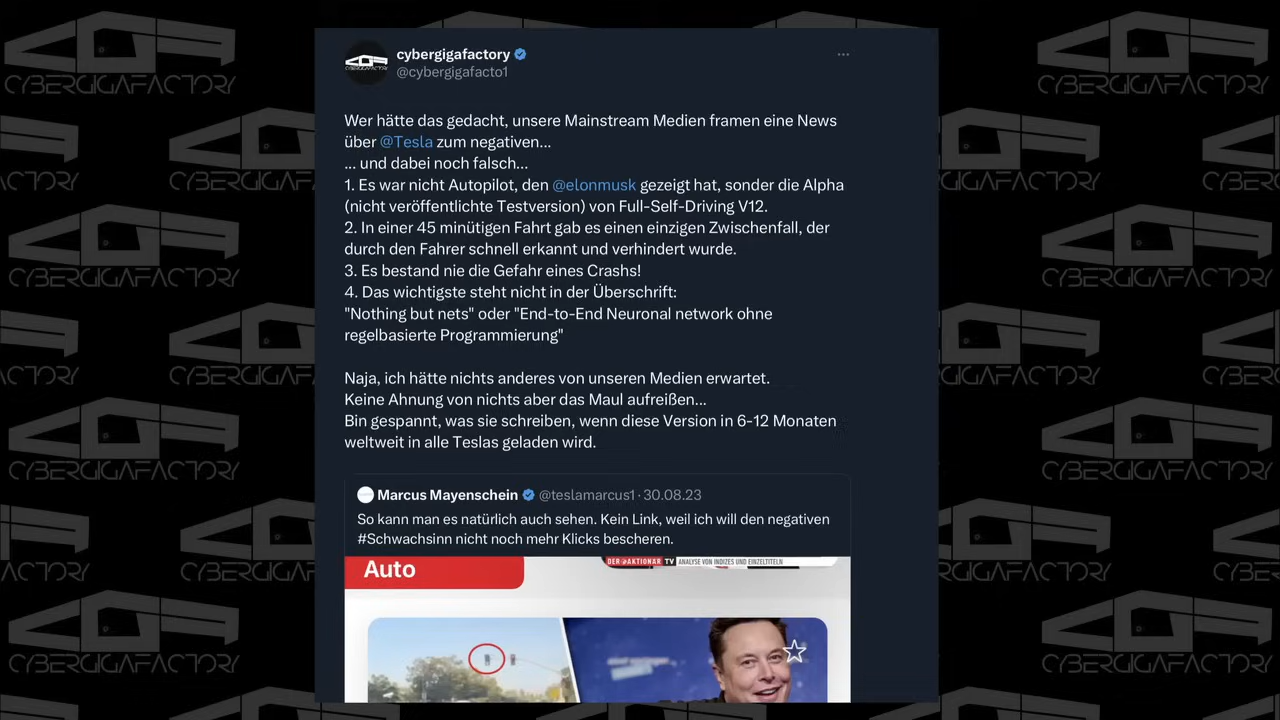 cybergigafactory
@cybergigafacto1
Wer hätte das gedacht, unsere Mainstream Medien framen eine News
über @Tesla zum negativen...
... und dabei noch falsch...
1. Es war nicht Autopilot, den @elonmusk gezeigt hat, sonder die Alpha
(nicht veröffentlichte Testversion) von Full-Self-Driving V12.
2. In einer 45 minütigen Fahrt gab es einen einzigen Zwischenfall, der
durch den Fahrer schnell erkannt und verhindert wurde.
3. Es bestand nie die Gefahr eines Crashs!
4. Das wichtigste steht nicht in der Überschrift:
"Nothing but nets" oder "End-to-End Neuronal network ohne
regelbasierte Programmierung"
Naja, ich hätte nichts anderes von unseren Medien erwartet.
Keine Ahnung von nichts aber das Maul aufreißen...
Bin gespannt, was sie schreiben, wenn diese Version in 6-12 Monaten
weltweit in alle Teslas geladen wird.
Marcus Mayenschein @teslamarcus1 · 30.08.23
So kann man es natürlich auch sehen. Kein Link, weil ich will den negativen
#Schwachsinn nicht noch mehr Klicks bescheren.
Auto
DER AKTIONÄR TV ANALYSE VON INDIZES UND EINZELTITELN
CYBERGIGAFACTORY